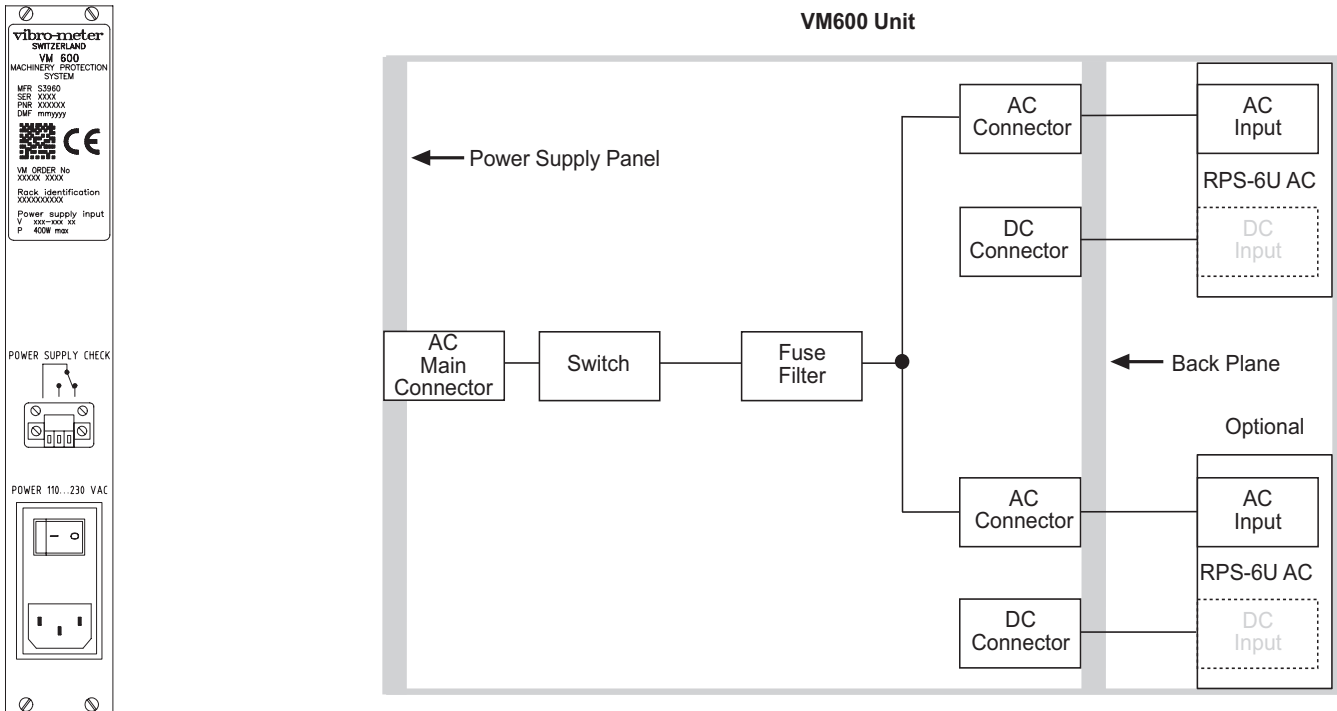 vibro-meter
SWITZERLAND
VM 600
MACHINERY PROTECTION
SYSTEM
MFR S3960
SER XXXX
PNR XXXXXX
DMF mmyyyy
CE
VM ORDER No
XXXXX XXXX
Rack identification
XXXXXXXXXX
Power supply input
V xxx-xxx xx
P 400W max
POWER SUPPLY CHECK
POWER 110...230 VAC
VM600 Unit
Power Supply Panel
AC
Main
Connector
Switch
Fuse
Filter
AC
Connector
DC
Connector
AC
Input
RPS-6U AC
DC
Input
Back Plane
Optional
AC
Connector
DC
Connector
AC
Input
RPS-6U AC
DC
Input